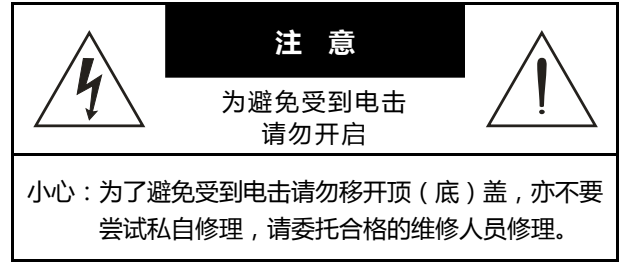 注 意
为避免受到电击
请勿开启
小心：为了避免受到电击请勿移开顶（底）盖，亦不要
尝试私自修理，请委托合格的维修人员修理。